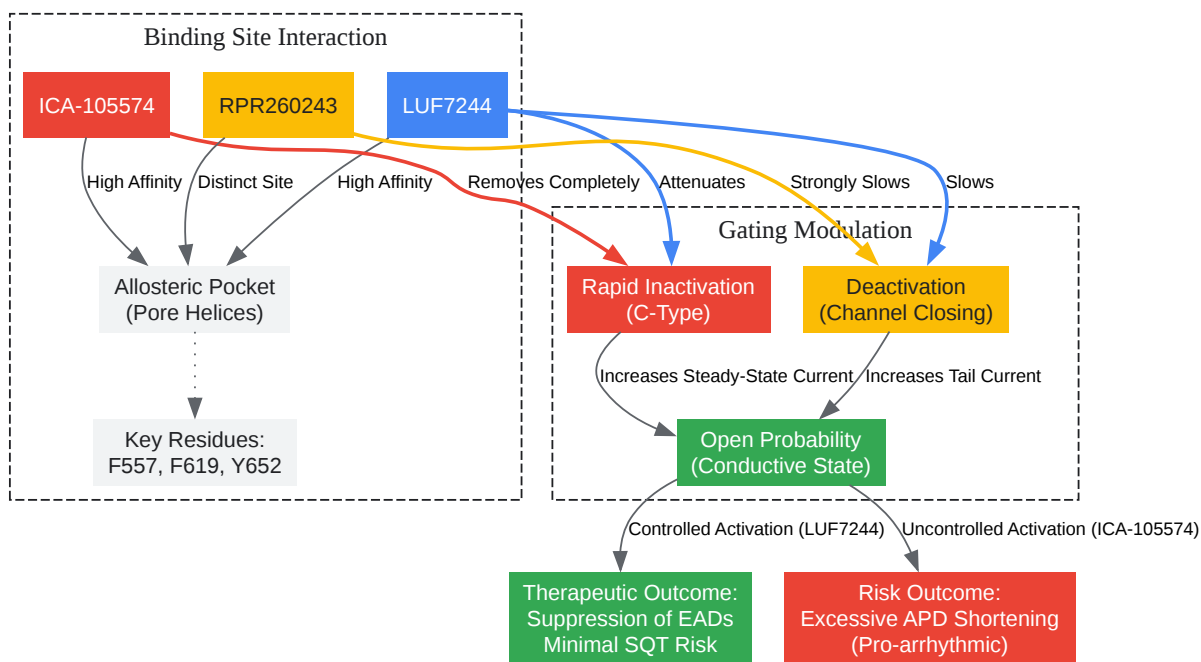 Binding Site Interaction
ICA-105574
RPR260243
LUF7244
High Affinity
Distinct Site
High Affinity
Removes Completely
Attenuates
Strongly Slows
Slows
Gating Modulation
Allosteric Pocket
(Pore Helices)
Rapid Inactivation
(C-Type)
Deactivation
(Channel Closing)
Increases Steady-State Current
Increases Tail Current
Key Residues:
F557, F619, Y652
Open Probability
(Conductive State)
Controlled Activation (LUF7244)
Uncontrolled Activation (ICA-105574)
Therapeutic Outcome:
Suppression of EADs
Minimal SQT Risk
Risk Outcome:
Excessive APD Shortening
(Pro-arrhythmic)